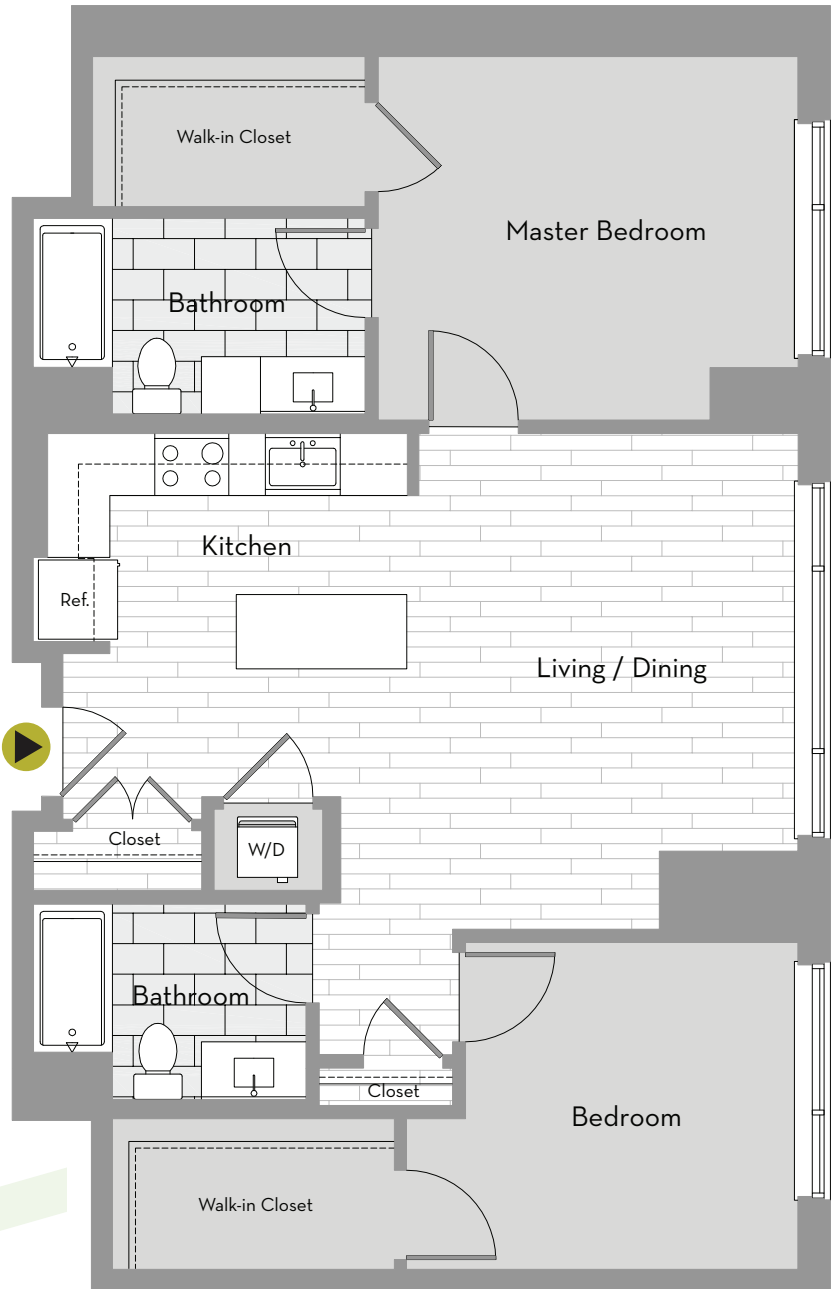 Walk-in Closet
Master Bedroom
Bathroom
Kitchen
Ref.
Living / Dining
Closet
W/D
Bathroom
Closet
Bedroom
Walk-in Closet